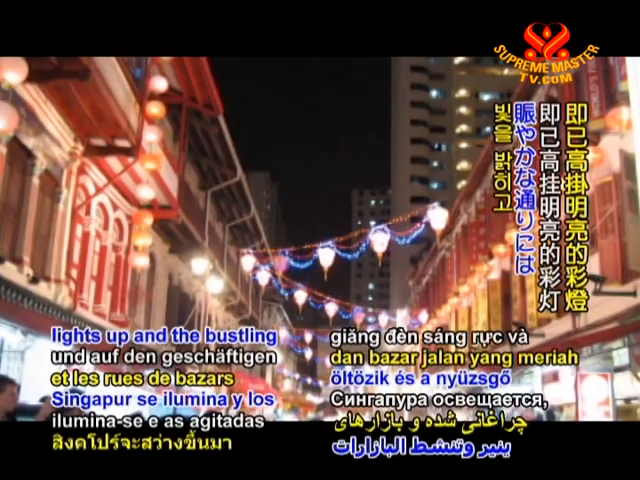 SUPREME MASTER
TV.COM
即已高掛明亮的彩燈
即已高挂明亮的彩灯
賑やかな通りには
빛을 밝히고
lights up and the bustling
und auf den geschäftigen
et les rues de bazars
Singapur se ilumina y los
ilumina-se e as agitadas
สิงคโปร์จะสว่างขึ้นมา
giăng đèn sáng rực và
dan bazar jalan yang meriah
öltözik és a nyüzsgő
Сингапура освещается,
چراغانی شده و بازارهای
ينير وتنشط البازارات